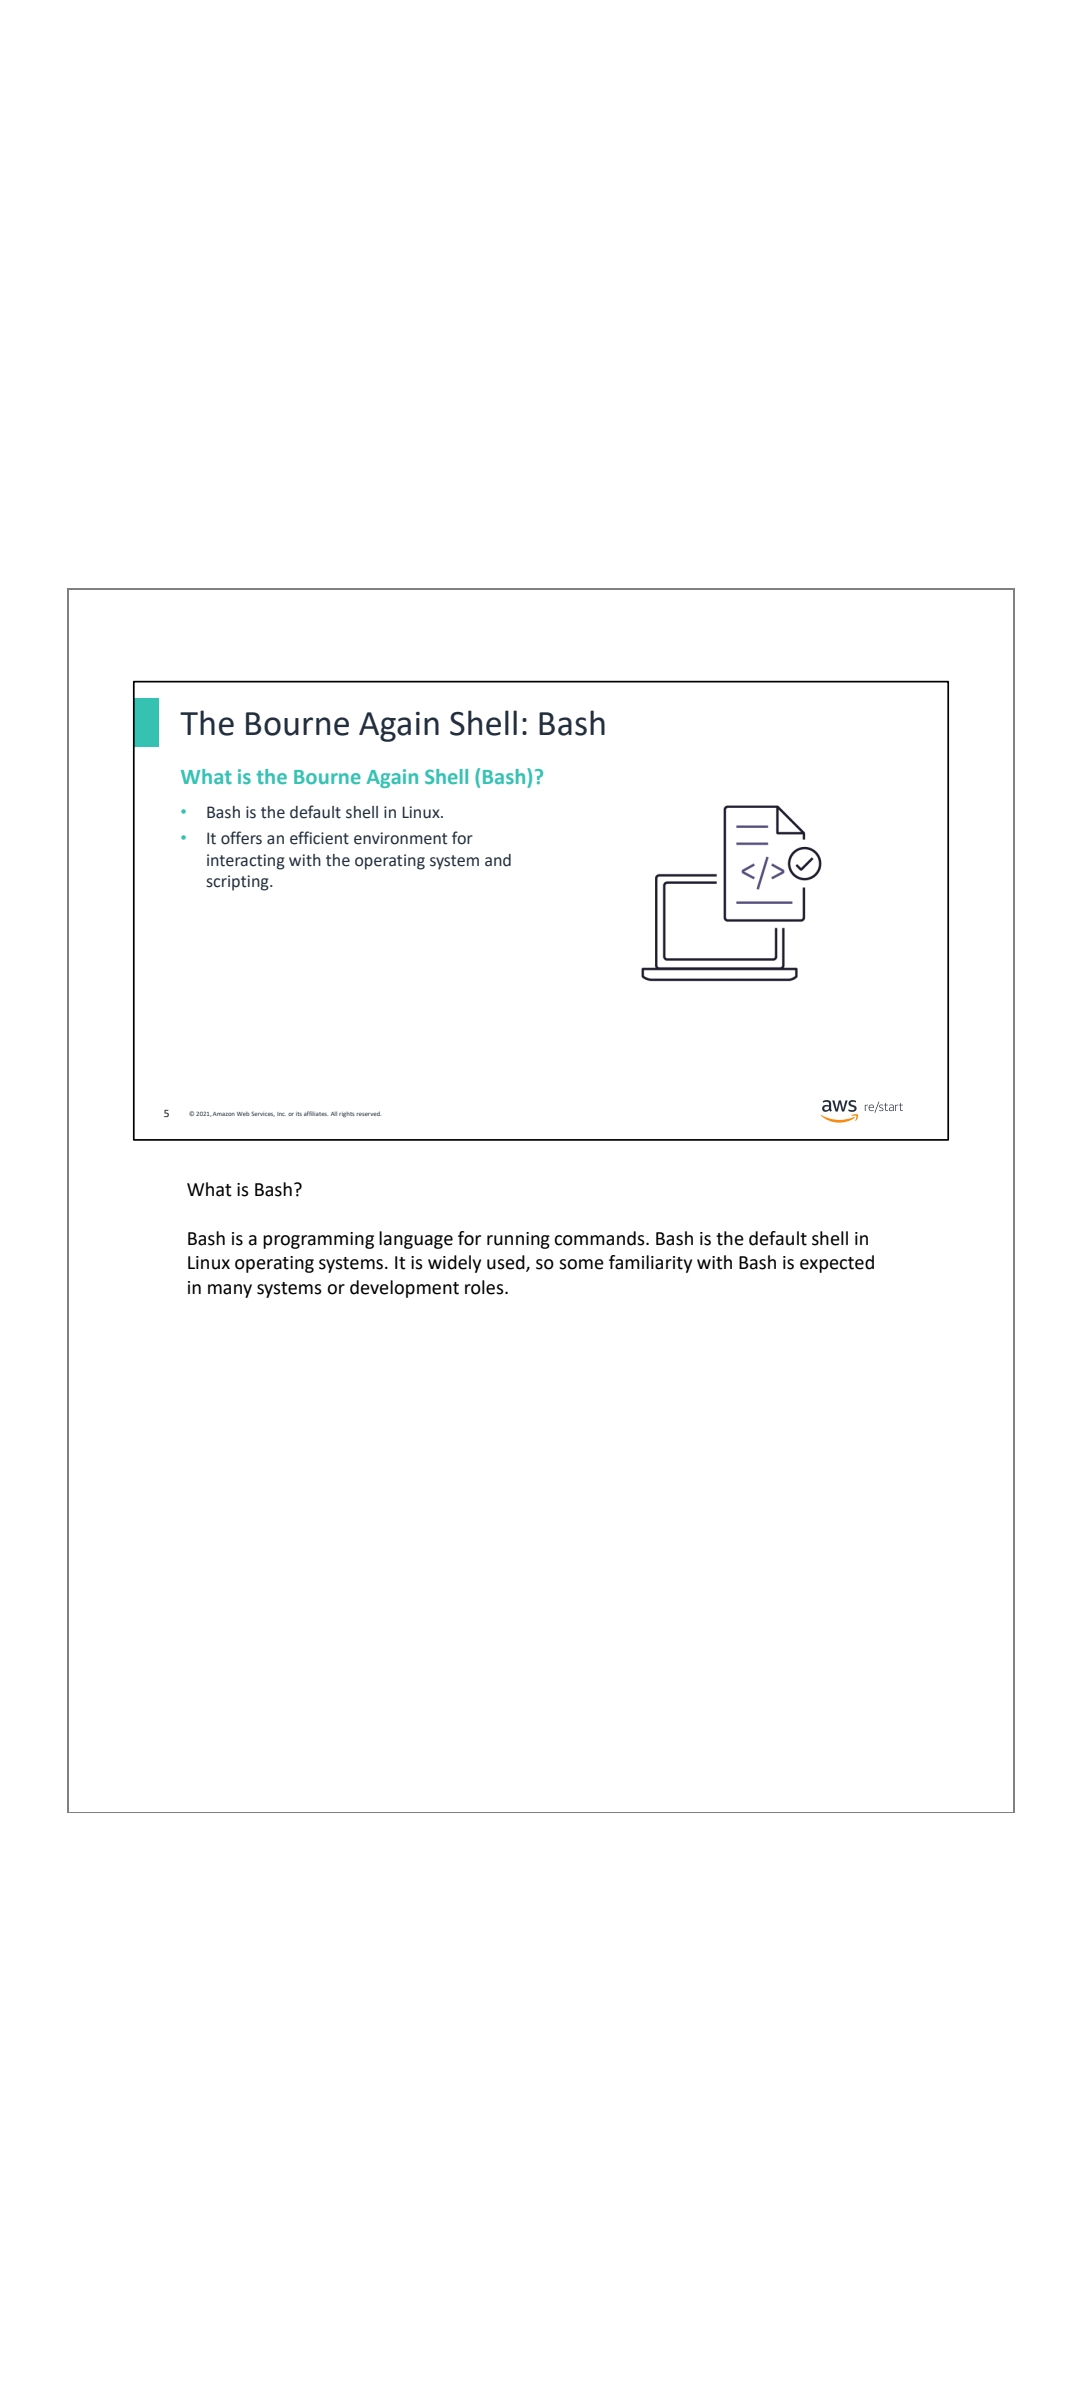 The Bourne Again Shell: Bash
What is the Bourne Again Shell (Bash)?
• Bash is the default shell in Linux.
• It offers an efficient environment for
interacting with the operating system and
scripting.
</>
5 © 2021, Amazon Web Services, Inc. or its affiliates. All rights reserved.
aws re/start
What is Bash?
Bash is a programming language for running commands. Bash is the default shell in
Linux operating systems. It is widely used, so some familiarity with Bash is expected
in many systems or development roles.